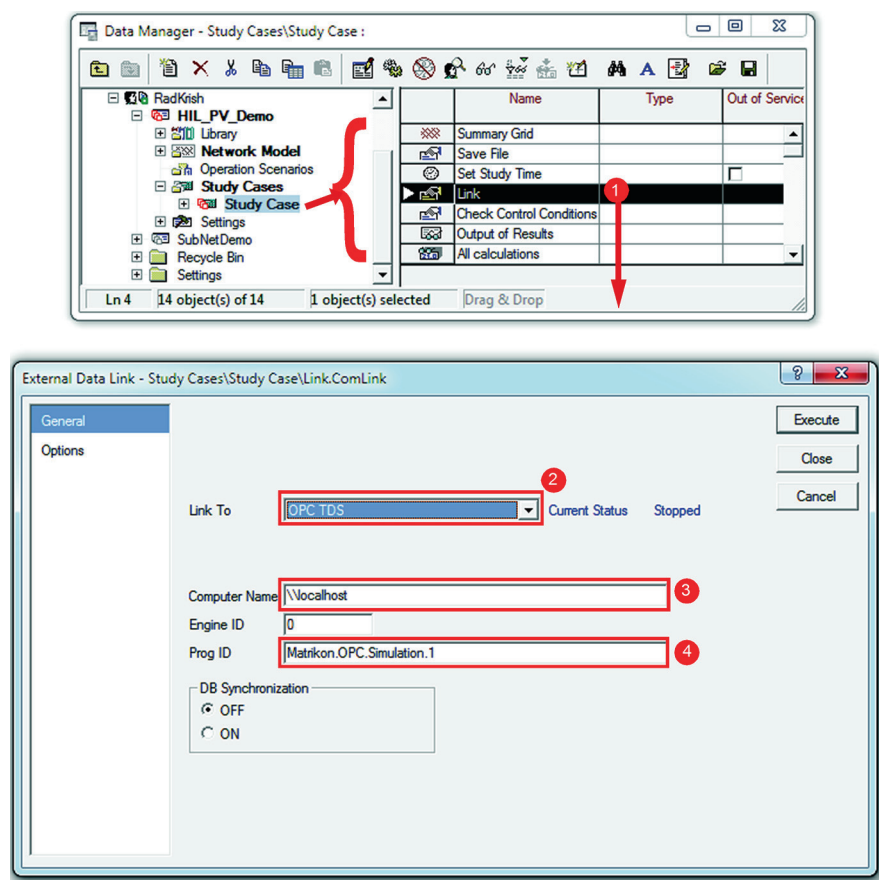 Data Manager - Study Cases\Study Case :
RadKrish
HIL_PV_Demo
Library
Network Model
Operation Scenarios
Study Cases
Study Case
Settings
SubNetDemo
Recycle Bin
Settings
Name Type Out of Service
Summary Grid
Save File
Set Study Time
Link
1
Check Control Conditions
Output of Results
All calculations
Ln 4 14 object(s) of 14 1 object(s) selected Drag & Drop
External Data Link - Study Cases\Study Case\Link.ComLink
General
Options
Execute
Close
Cancel
2
Link To OPC TDS Current Status Stopped
Computer Name \\localhost 3
Engine ID 0
Prog ID Matrikon.OPC.Simulation.1 4
DB Synchronization
OFF
ON